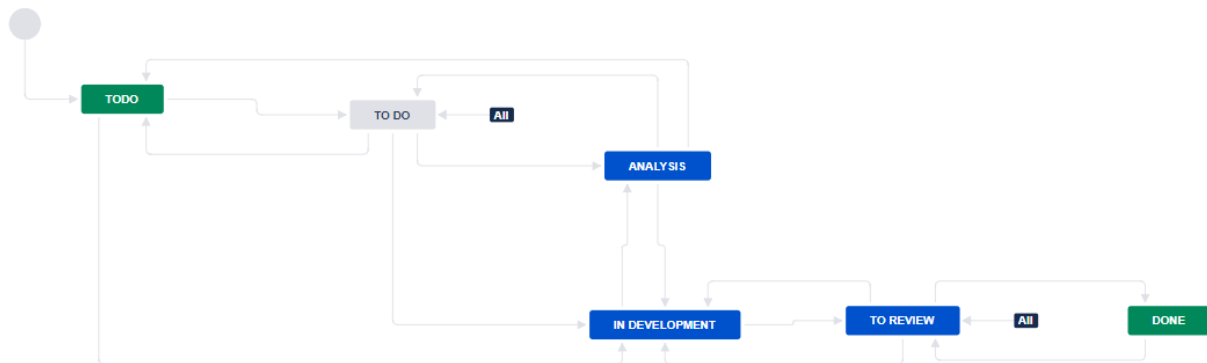 TODO
TO DO
All
ANALYSIS
IN DEVELOPMENT
TO REVIEW
All
DONE